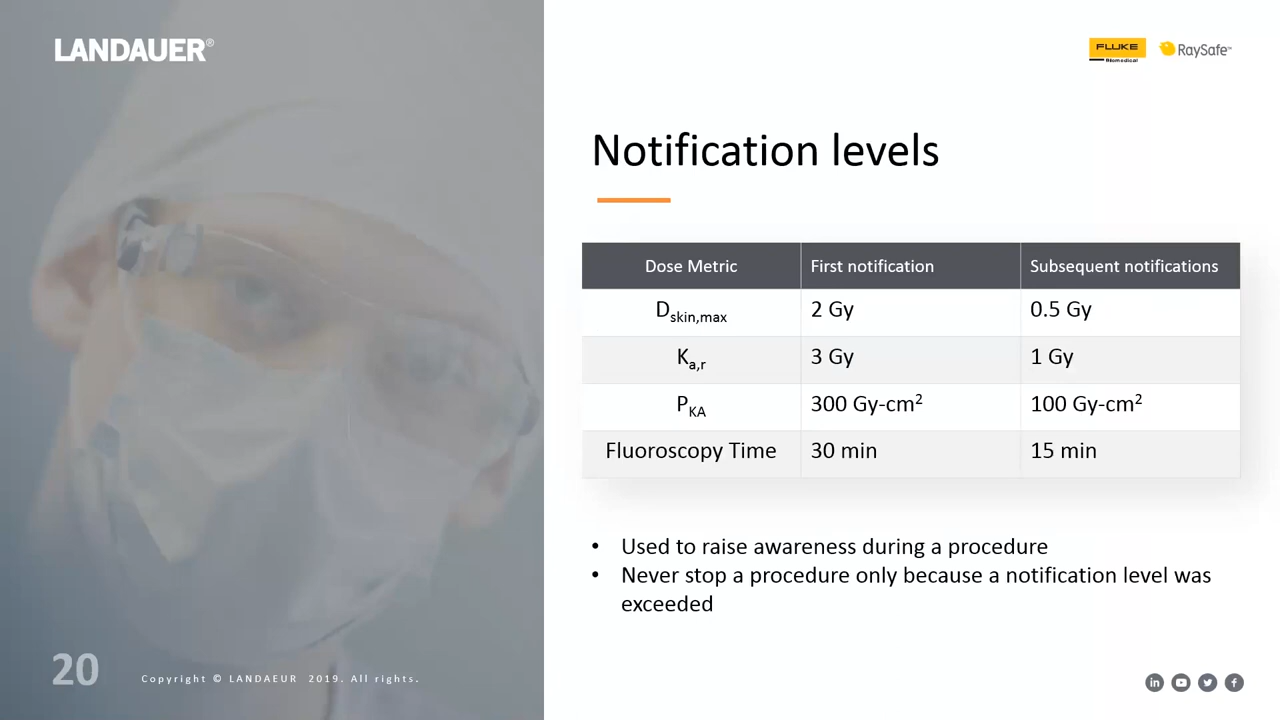 LANDAUER®
FLUKE
Biomedical
RaySafe™
Notification levels
Dose Metric First notification Subsequent notifications
Dskin,max 2 Gy 0.5 Gy
Ka,r 3 Gy 1 Gy
PKA 300 Gy-cm² 100 Gy-cm²
Fluoroscopy Time 30 min 15 min
• Used to raise awareness during a procedure
• Never stop a procedure only because a notification level was
exceeded
20 Copyright © LANDAEUR 2019. All rights.
in
f